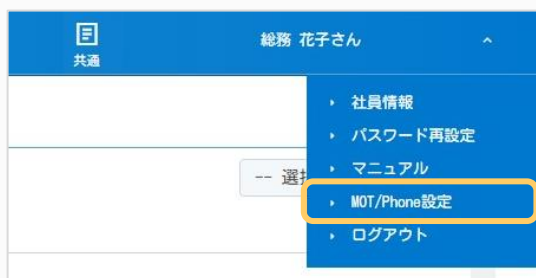 共通
総務 花子さん
社員情報
パスワード再設定
-- 選
マニュアル
MOT/Phone設定
ログアウト